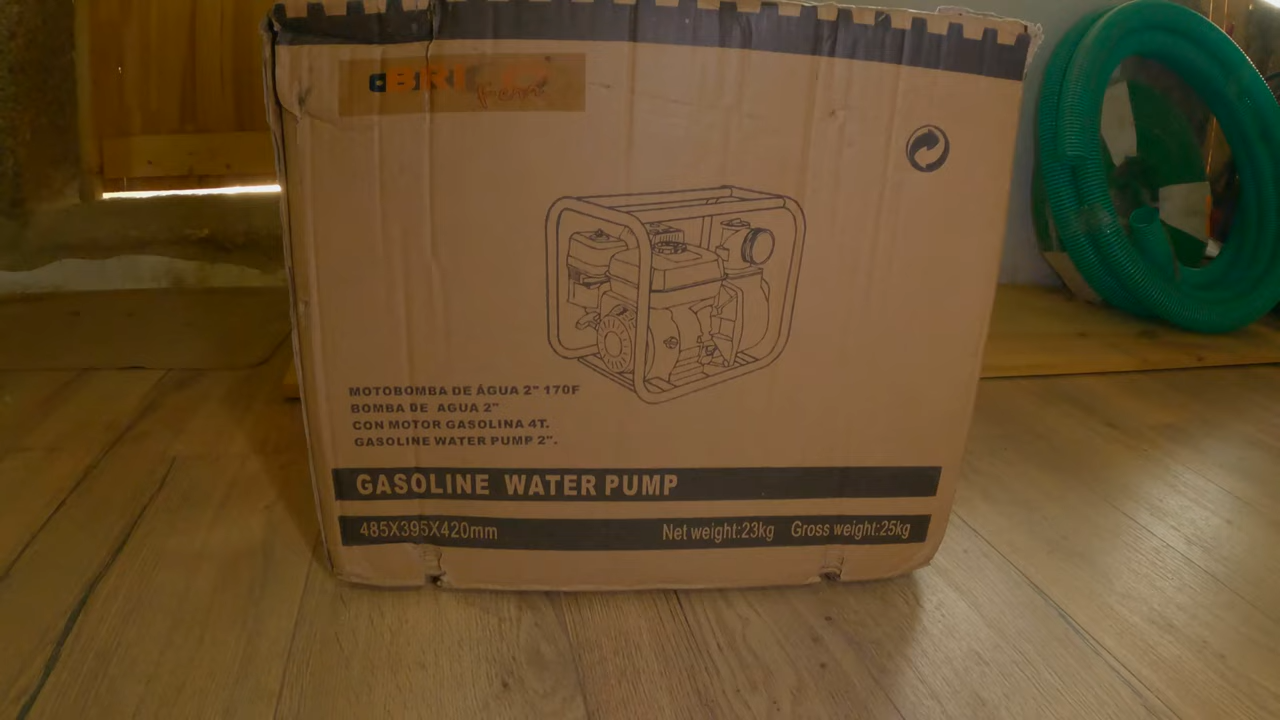 MOTOBOMBA DE ÁGUA 2" 170F
BOMBA DE AGUA 2"
CON MOTOR GASOLINA 4T.
GASOLINE WATER PUMP 2".
GASOLINE WATER PUMP
485X395X420mm Net weight:23kg Gross weight:25kg